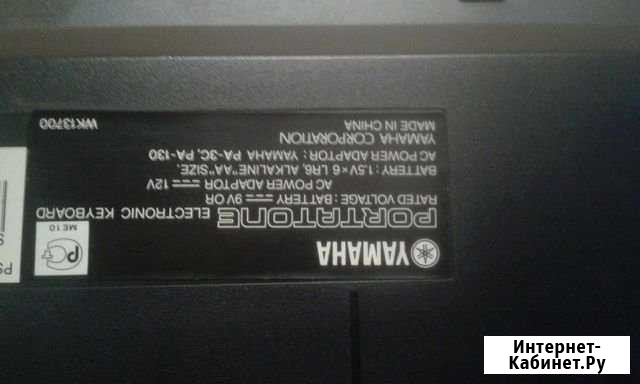 YAMAHA
PORTATONE ELECTRONIC KEYBOARD
RATED VOLTAGE : BATTERY 9V OR
AC POWER ADAPTOR 12V
BATTERY : 1.5V×6 LR6, ALKALINE"AA"SIZE,
AC POWER ADAPTOR : YAMAHA PA-3C, PA-130
YAMAHA CORPORATION
MADE IN CHINA
WK13700
ME10
PS
Интернет-
Кабинет.Ру